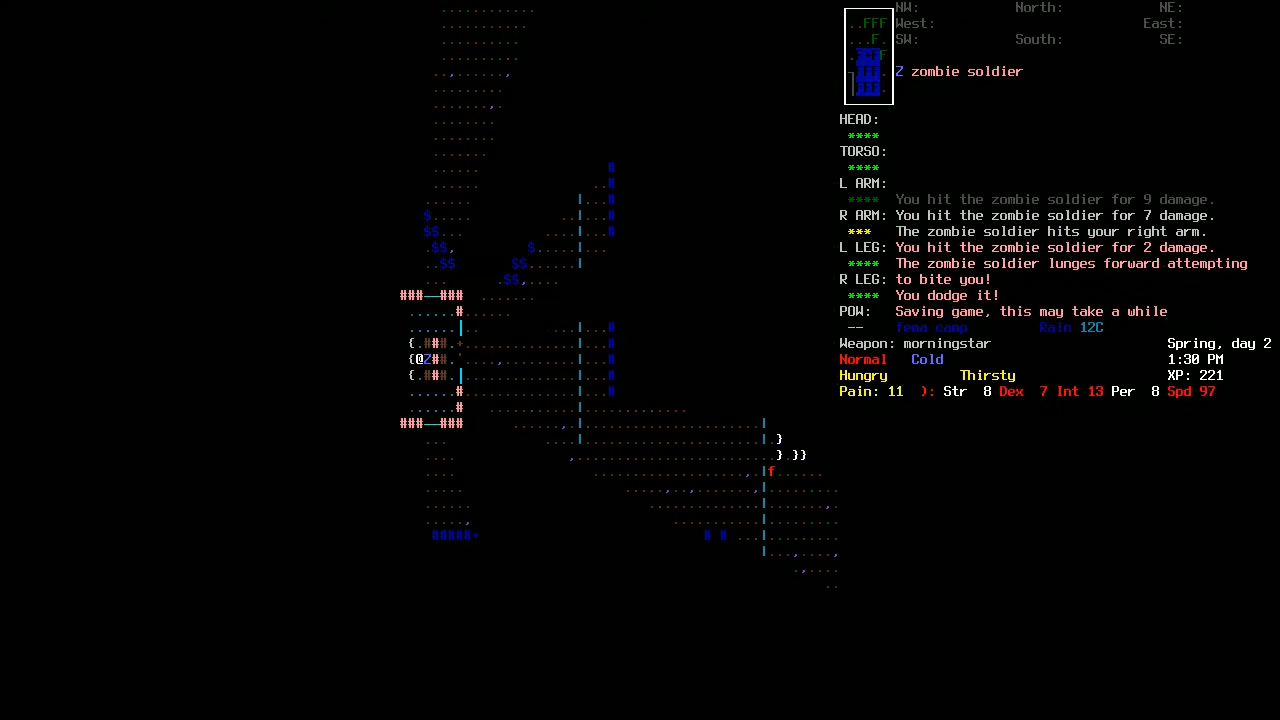 NW: North: NE:
West: East:
SW: South: SE:
Z zombie soldier
HEAD:
****
TORSO:
****
L ARM:
**** You hit the zombie soldier for 9 damage.
R ARM: You hit the zombie soldier for 7 damage.
*** The zombie soldier hits your right arm.
L LEG: You hit the zombie soldier for 2 damage.
**** The zombie soldier lunges forward attempting
R LEG: to bite you!
**** You dodge it!
POW: Saving game, this may take a while
-- fema camp Rain 12C
Weapon: morningstar Spring, day 2
Normal Cold 1:30 PM
Hungry Thirsty XP: 221
Pain: 11 ): Str 8 Dex 7 Int 13 Per 8 Spd 97